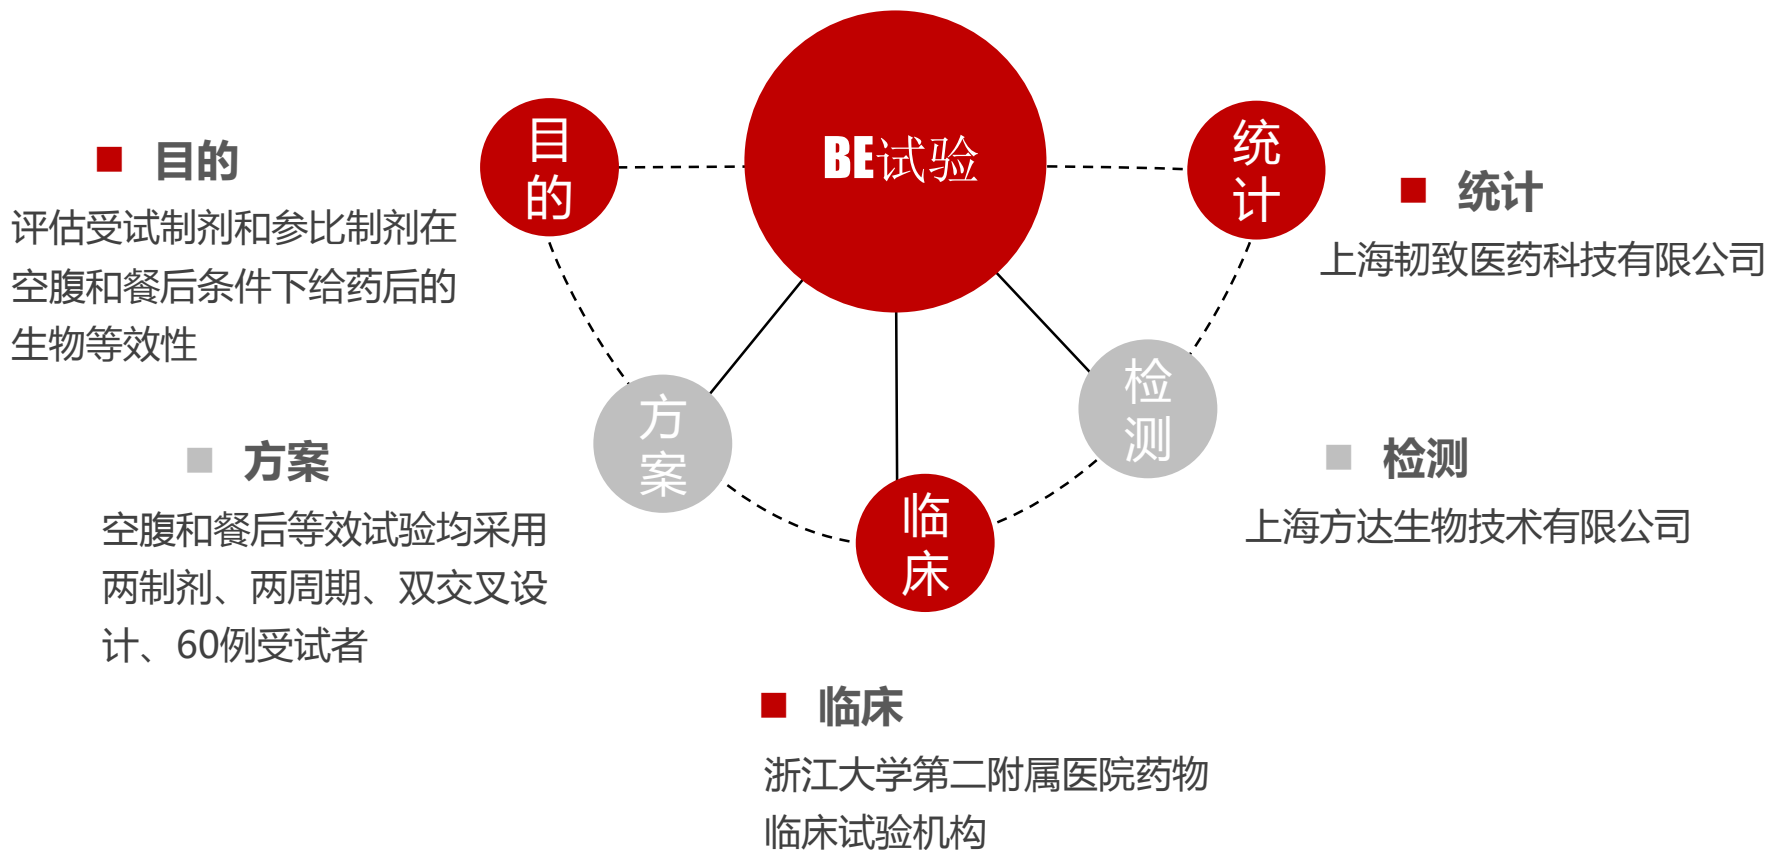 BE试验
目
的
统
计
方
案
检
测
临
床
目的
评估受试制剂和参比制剂在
空腹和餐后条件下给药后的
生物等效性
方案
空腹和餐后等效试验均采用
两制剂、两周期、双交叉设
计、60例受试者
临床
浙江大学第二附属医院药物
临床试验机构
统计
上海韧致医药科技有限公司
检测
上海方达生物技术有限公司